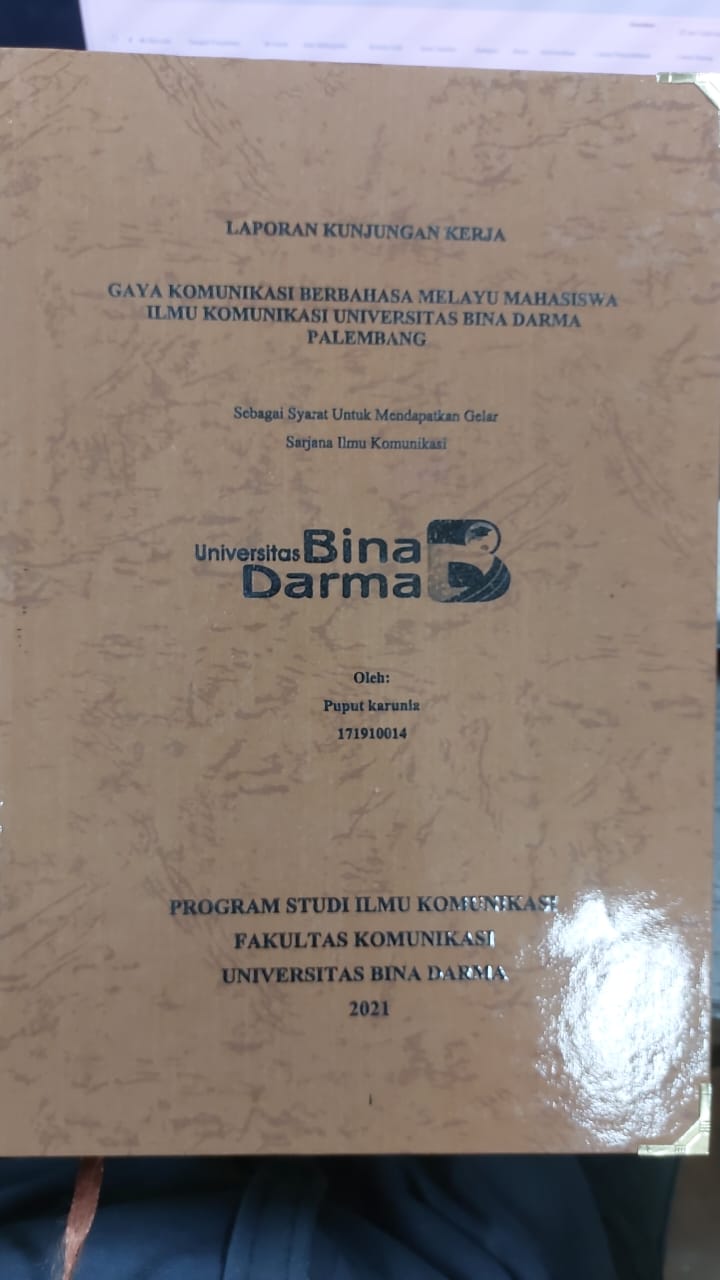 LAPORAN KUNJUNGAN KERJA
GAYA KOMUNIKASI BERBAHASA MELAYU MAHASISWA
ILMU KOMUNIKASI UNIVERSITAS BINA DARMA
PALEMBANG
Sebagai Syarat Untuk Mendapatkan Gelar
Sarjana Ilmu Komunikasi
Universitas Bina
Darma
Oleh:
Puput karunia
171910014
PROGRAM STUDI ILMU KOMUNIKASI
FAKULTAS KOMUNIKASI
UNIVERSITAS BINA DARMA
2021